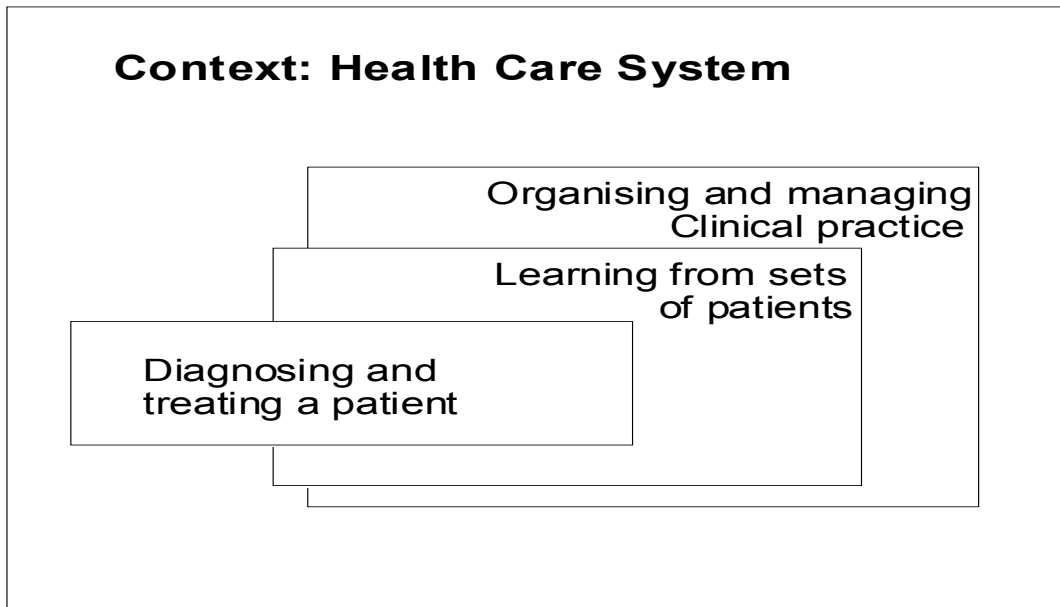 Context: Health Care System
Organising and managing
Clinical practice
Learning from sets
of patients
Diagnosing and
treating a patient